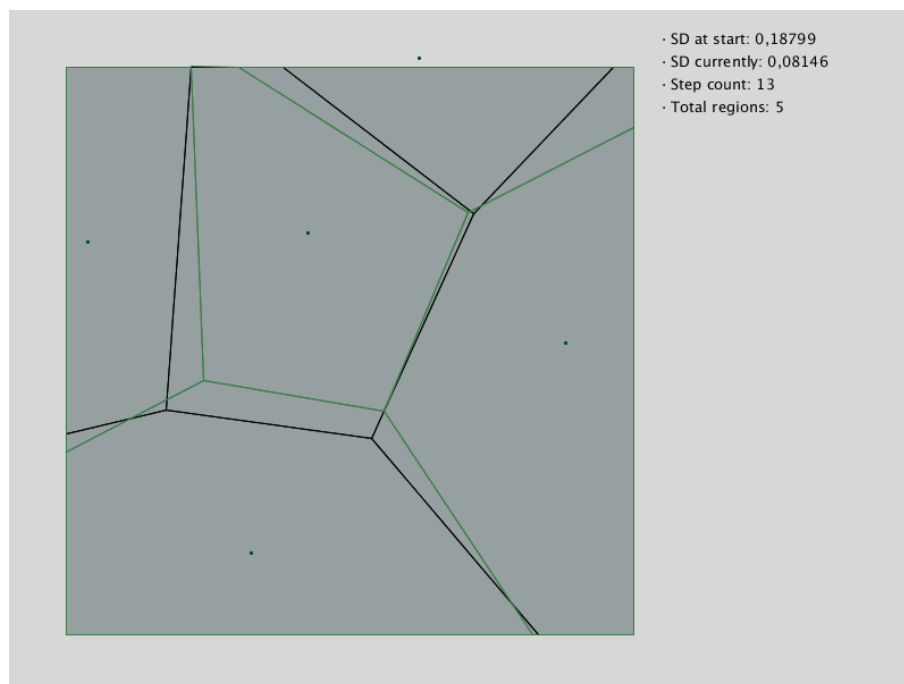 · SD at start: 0,18799
· SD currently: 0,08146
· Step count: 13
· Total regions: 5